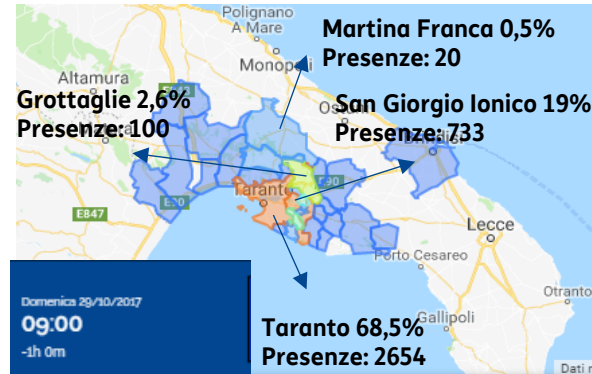 Polignano
A Mare
Martina Franca 0,5%
Presenze: 20
Monopoli
Altamura
Grottaglie 2,6%
Presenze: 100
San Giorgio Ionico 19%
Presenze: 733
Taranto
E90
E90
E847
Lecce
Porto Cesareo
Otranto
Domenica 29/10/2017
09:00
-1h 0m
Gallipoli
Taranto 68,5%
Presenze: 2654
Dati